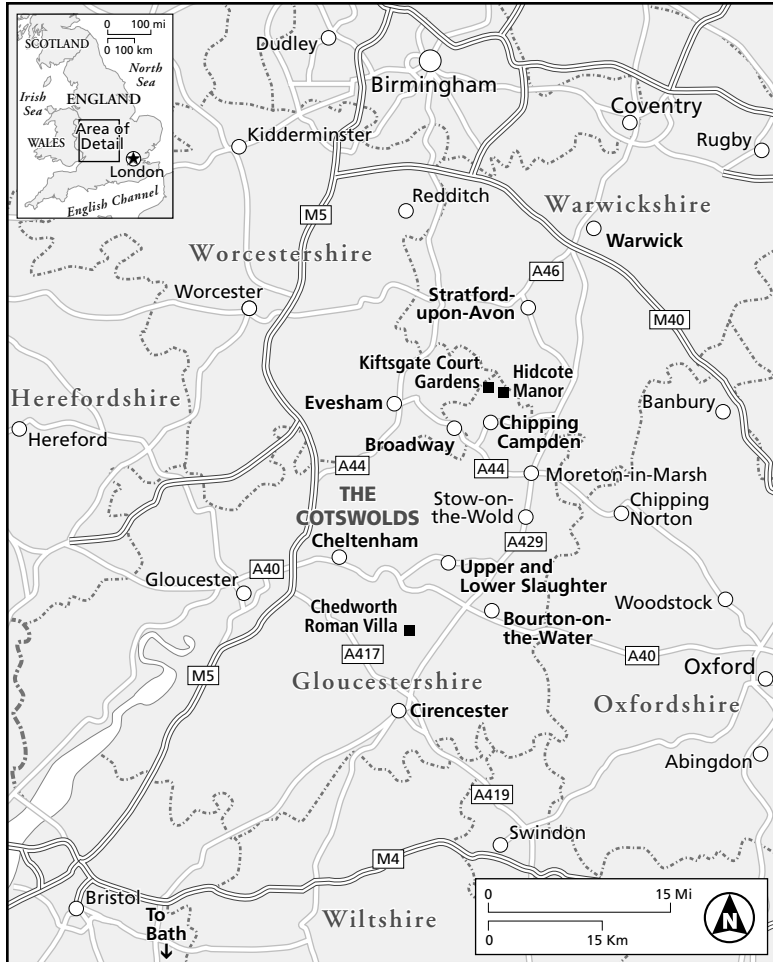 0 100 mi
0 100 km
SCOTLAND
North
Sea
Irish
Sea
ENGLAND
WALES
Area of
Detail
London
English Channel
Dudley
Birmingham
Coventry
Kidderminster
Rugby
Redditch
Warwickshire
M5
Warwick
Worcestershire
A46
Worcester
Stratford-
upon-Avon
M40
Kiftsgate Court
Gardens
Hidcote
Manor
Herefordshire
Evesham
Banbury
Hereford
Broadway
Chipping
Campden
A44
A44
Moreton-in-Marsh
THE
COTSWOLDS
Stow-on-
the-Wold
Chipping
Norton
Cheltenham
A429
A40
Upper and
Lower Slaughter
Gloucester
Chedworth
Roman Villa
Bourton-on-
the-Water
Woodstock
A417
A40
M5
Gloucestershire
Oxford
Oxfordshire
Cirencester
Abingdon
A419
Swindon
M4
Bristol
To
Bath
Wiltshire
0 15 Mi
0 15 Km
N